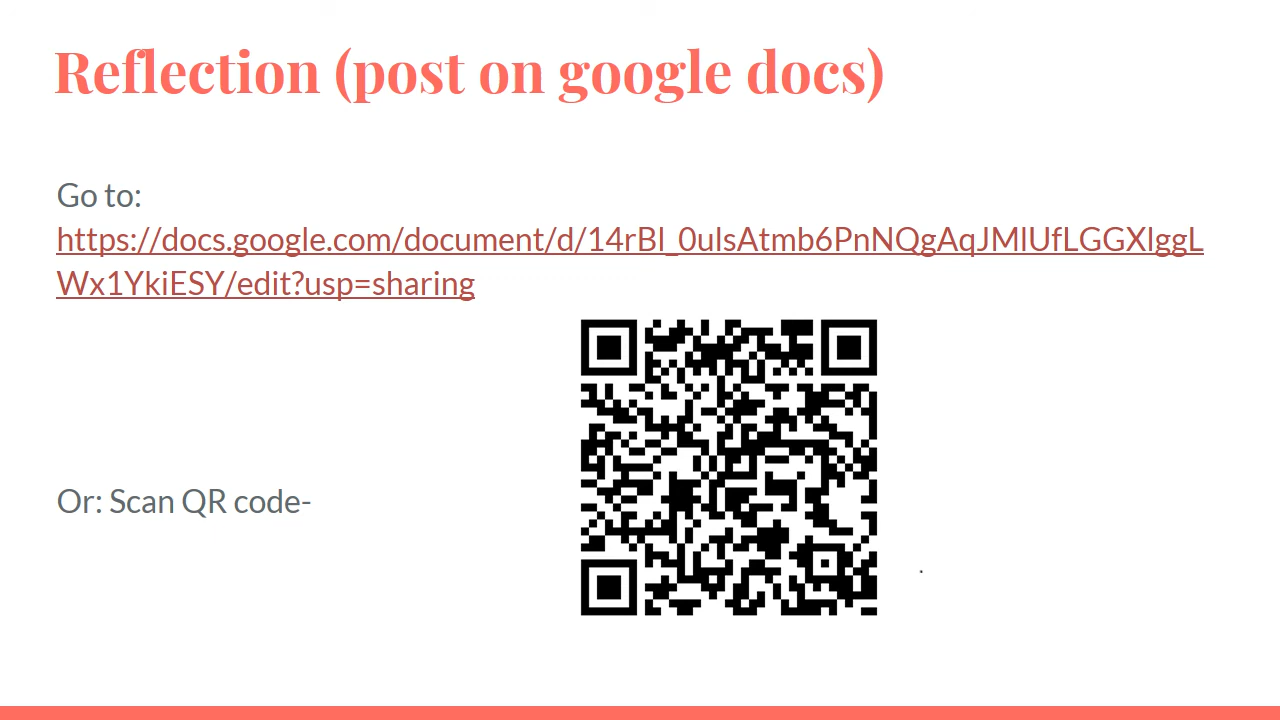 Reflection (post on google docs)
Go to:
https://docs.google.com/document/d/14rBI_0uIsAtmb6PnNQgAqJMIUfLGGXIggL
Wx1YkiESY/edit?usp=sharing
Or: Scan QR code-
.